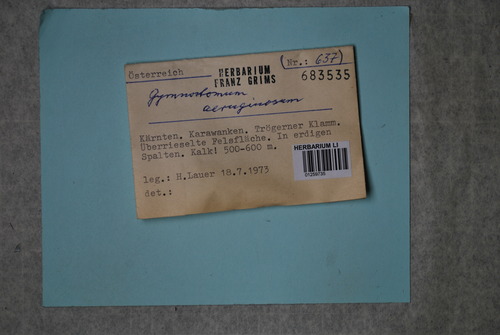 Österreich HERBARIUM (Nr.: 637)
FRANZ GRIMS 683535
Gymnostomum
aeruginosum
Kärnten. Karawanken. Trögerner Klamm.
Überrieselte Felsfläche. In erdigen
Spalten. Kalk! 500-600 m.
HERBARIUM LI
leg.: H.Lauer 18.7.1973
01259735
det.: